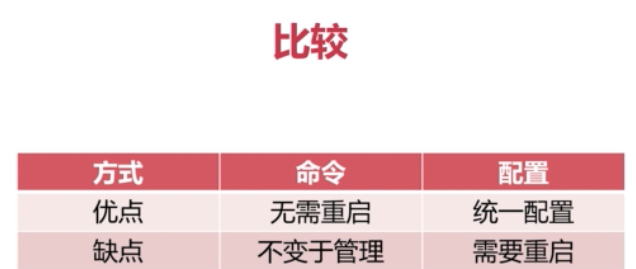 比较
方式 命令 配置
优点 无需重启 统一配置
缺点 不变于管理 需要重启